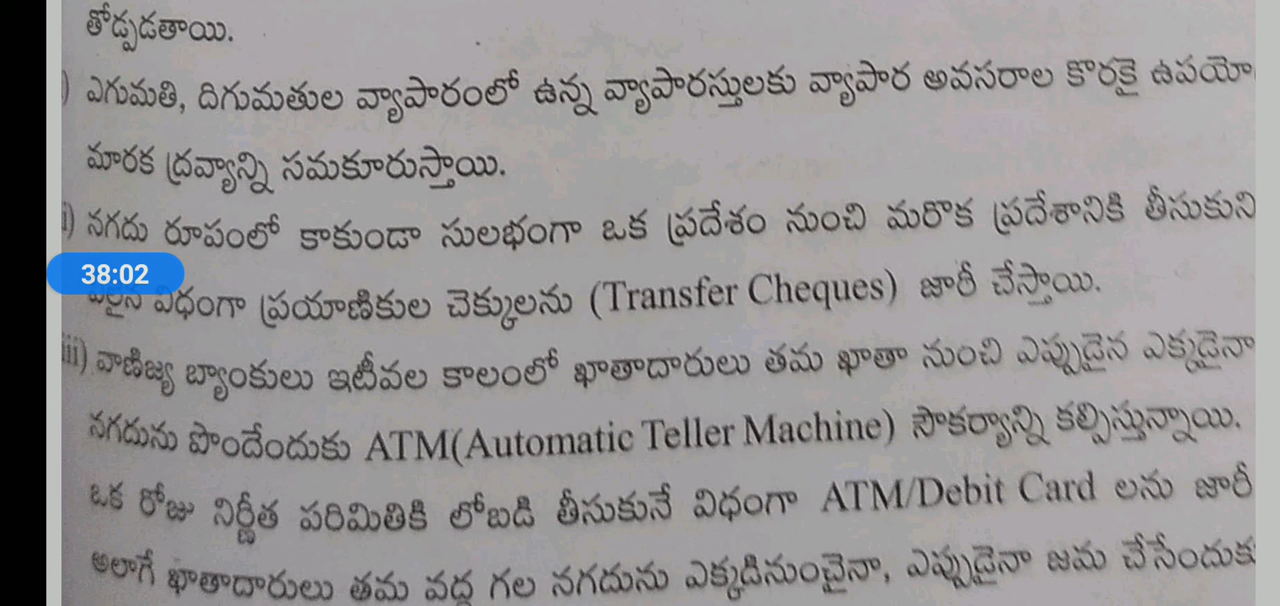 తోడ్పడతాయి.
) ఎగుమతి, దిగుమతుల వ్యాపారంలో ఉన్న వ్యాపారస్తులకు వ్యాపార అవసరాల కొరకై ఉపయో
మారక ద్రవ్యాన్ని సమకూరుస్తాయి.
i) నగదు రూపంలో కాకుండా సులభంగా ఒక ప్రదేశం నుంచి మరొక ప్రదేశానికి తీసుకుని
38:02
విధంగా ప్రయాణికుల చెక్కులను (Transfer Cheques) జారీ చేస్తాయి.
iii) వాణిజ్య బ్యాంకులు ఇటీవల కాలంలో ఖాతాదారులు తమ ఖాతా నుంచి ఎప్పుడైన ఎక్కడైనా
నగదును పొందేందుకు ATM(Automatic Teller Machine) సౌకర్యాన్ని కల్పిస్తున్నాయి.
ఒక రోజు నిర్ణీత పరిమితికి లోబడి తీసుకునే విధంగా ATM/Debit Card లను జారీ
అలాగే ఖాతాదారులు తమ వద్ద గల నగదును ఎక్కడినుంచైనా, ఎప్పుడైనా జమ చేసేందుకు